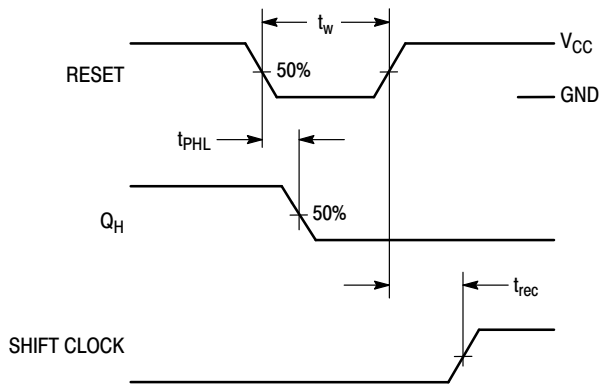 t_w
V_CC
RESET
50%
GND
t_PHL
Q_H
50%
t_rec
SHIFT CLOCK